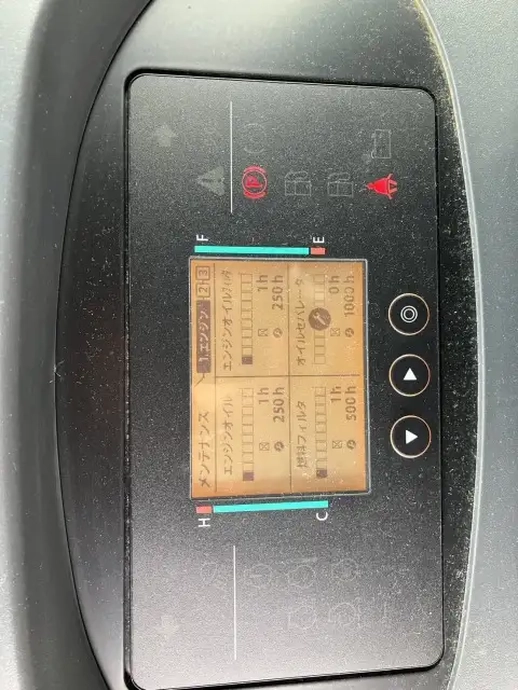 メンテナンス 1.エンジン 2 3
エンジンオイル
1h
250h
エンジンオイルフィルタ
1h
250h
燃料フィルタ
1h
500h
オイルセパレータ
0h
1000h
H
C
F
E
P